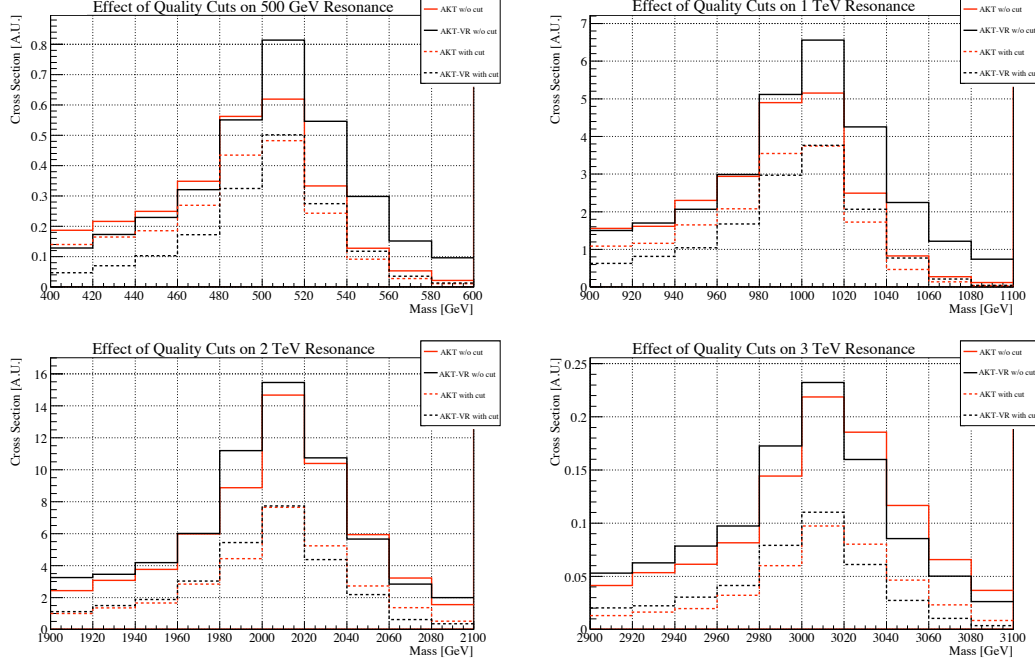 Effect of Quality Cuts on 500 GeV Resonance
Cross Section [A.U.]
0.8
0.7
0.6
0.5
0.4
0.3
0.2
0.1
0
400 420 440 460 480 500 520 540 560 580 600
Mass [GeV]
AKT w/o cut
AKT-VR w/o cut
AKT with cut
AKT-VR with cut
Effect of Quality Cuts on 1 TeV Resonance
Cross Section [A.U.]
7
6
5
4
3
2
1
0
900 920 940 960 980 1000 1020 1040 1060 1080 1100
Mass [GeV]
AKT w/o cut
AKT-VR w/o cut
AKT with cut
AKT-VR with cut
Effect of Quality Cuts on 2 TeV Resonance
Cross Section [A.U.]
16
14
12
10
8
6
4
2
0
1900 1920 1940 1960 1980 2000 2020 2040 2060 2080 2100
Mass [GeV]
AKT w/o cut
AKT-VR w/o cut
AKT with cut
AKT-VR with cut
Effect of Quality Cuts on 3 TeV Resonance
Cross Section [A.U.]
0.25
0.2
0.15
0.1
0.05
0
2900 2920 2940 2960 2980 3000 3020 3040 3060 3080 3100
Mass [GeV]
AKT w/o cut
AKT-VR w/o cut
AKT with cut
AKT-VR with cut